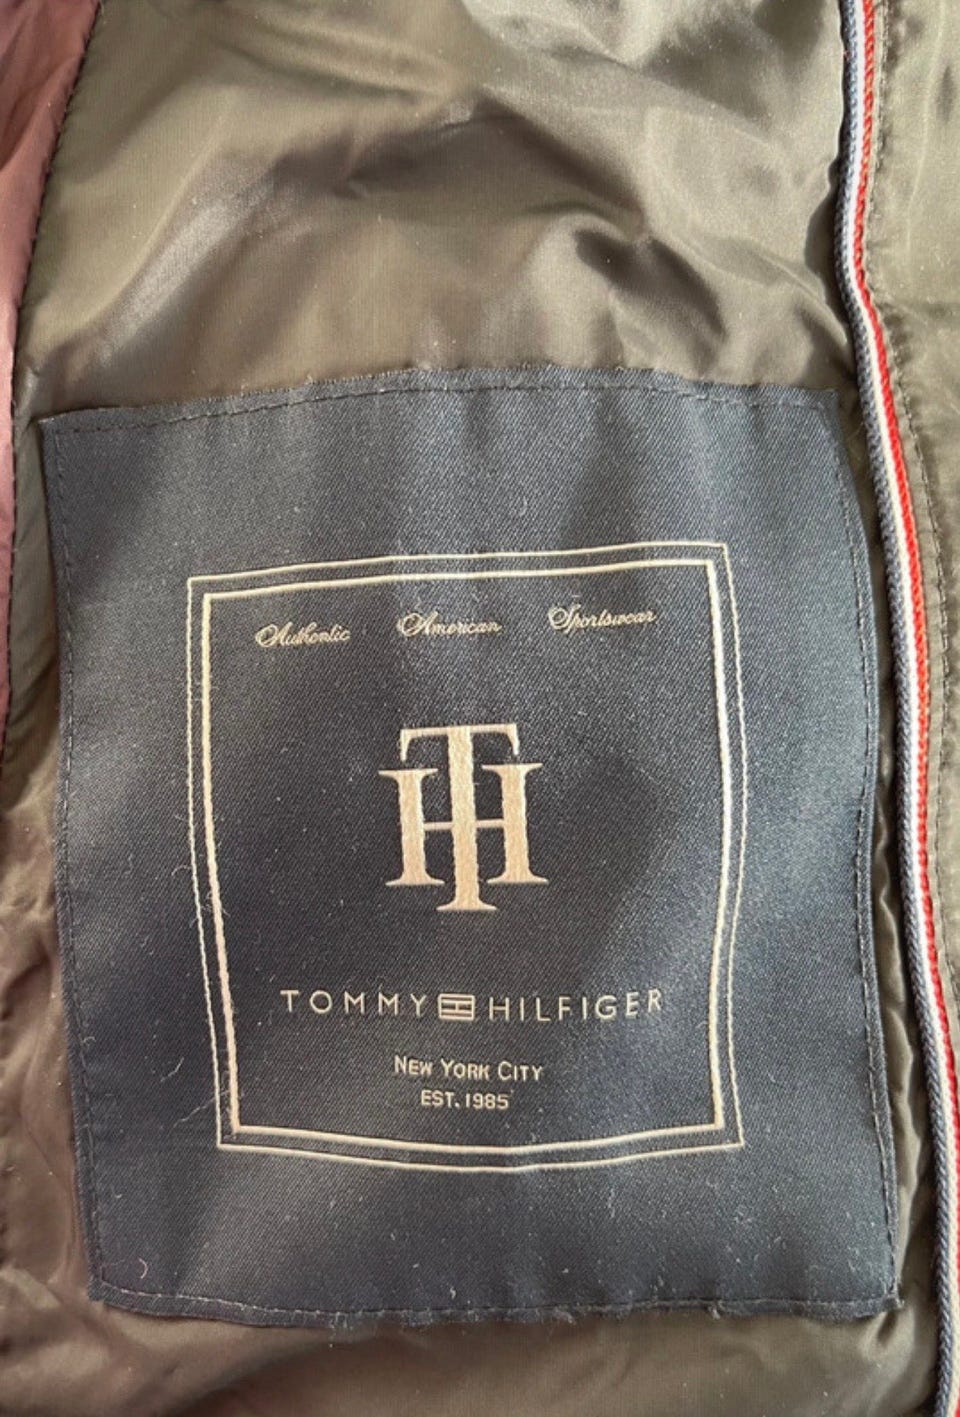 Authentic American Sportswear
TH
TOMMY HILFIGER
NEW YORK CITY
EST. 1985